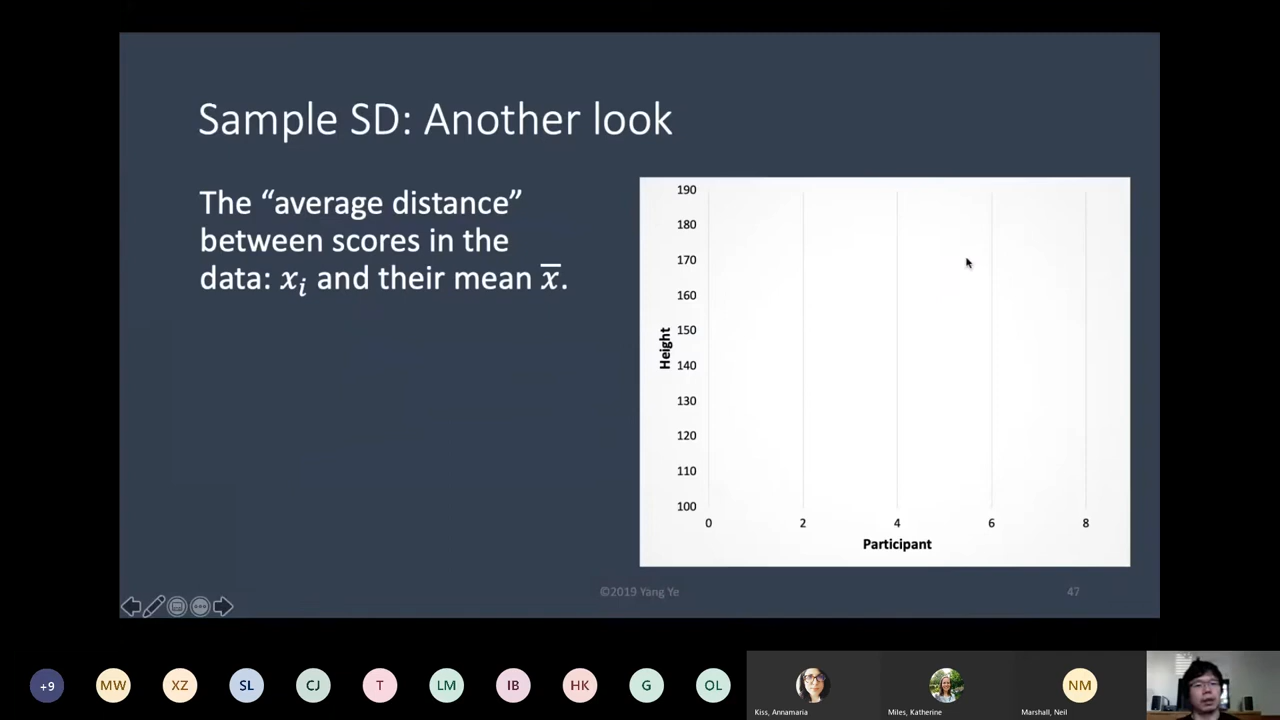 Sample SD: Another look
The “average distance”
between scores in the
data: xᵢ and their mean x̅.
190
180
170
160
150
140
130
120
110
100
Height
0 2 4 6 8
Participant
©2019 Yang Ye
47
+9 MW XZ SL CJ T LM IB HK G OL NM
Kiss, Annamaria
Miles, Katherine
Marshall, Neil